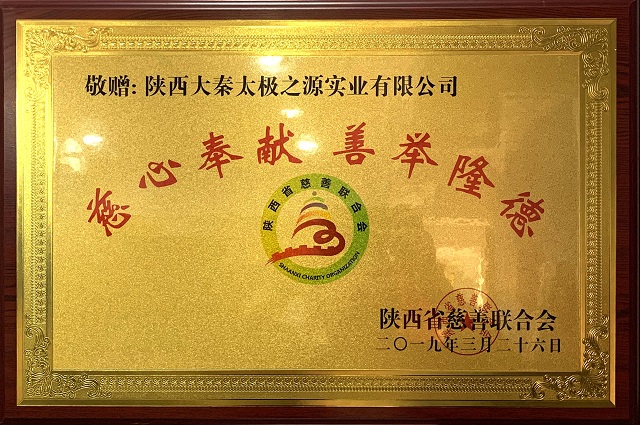 敬赠：陕西大秦太极之源实业有限公司
慈心奉献 善举隆德
陕西省慈善联合会
SHAANXI CHARITY ORGANIZATION
陕西省慈善联合会
二〇一九年三月二十六日